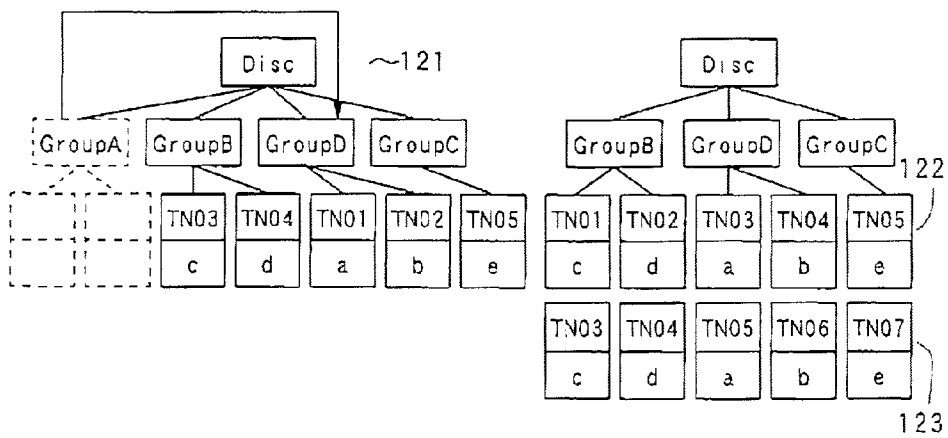 Disc ~121 Disc
GroupA GroupB GroupD GroupC GroupB GroupD GroupC
122
TN03 TN04 TN01 TN02 TN05 TN01 TN02 TN03 TN04 TN05
c d a b e c d a b e
TN03 TN04 TN05 TN06 TN07
c d a b e
123